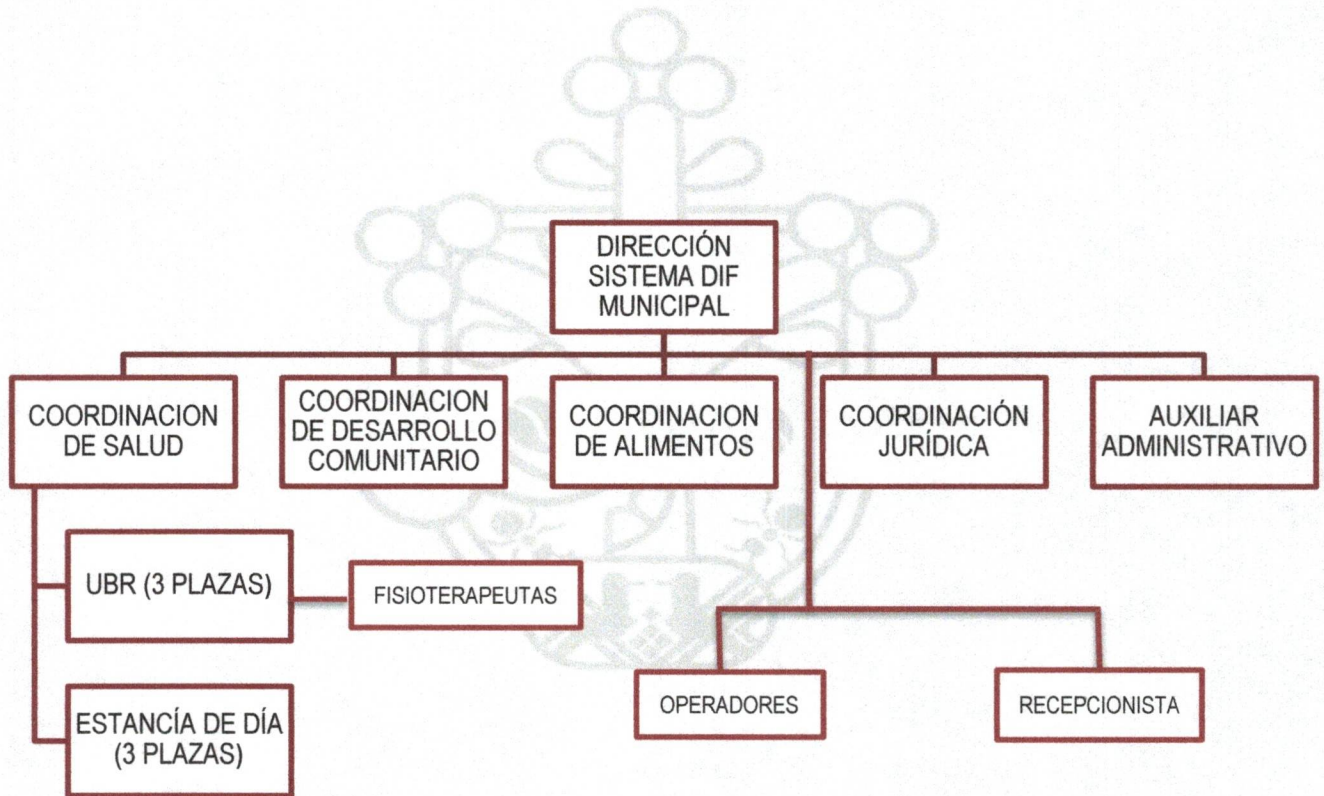 DIRECCIÓN
SISTEMA DIF
MUNICIPAL
COORDINACION
DE SALUD
COORDINACION
DE DESARROLLO
COMUNITARIO
COORDINACION
DE ALIMENTOS
COORDINACIÓN
JURÍDICA
AUXILIAR
ADMINISTRATIVO
UBR (3 PLAZAS)
FISIOTERAPEUTAS
ESTANCÍA DE DÍA
(3 PLAZAS)
OPERADORES
RECEPCIONISTA